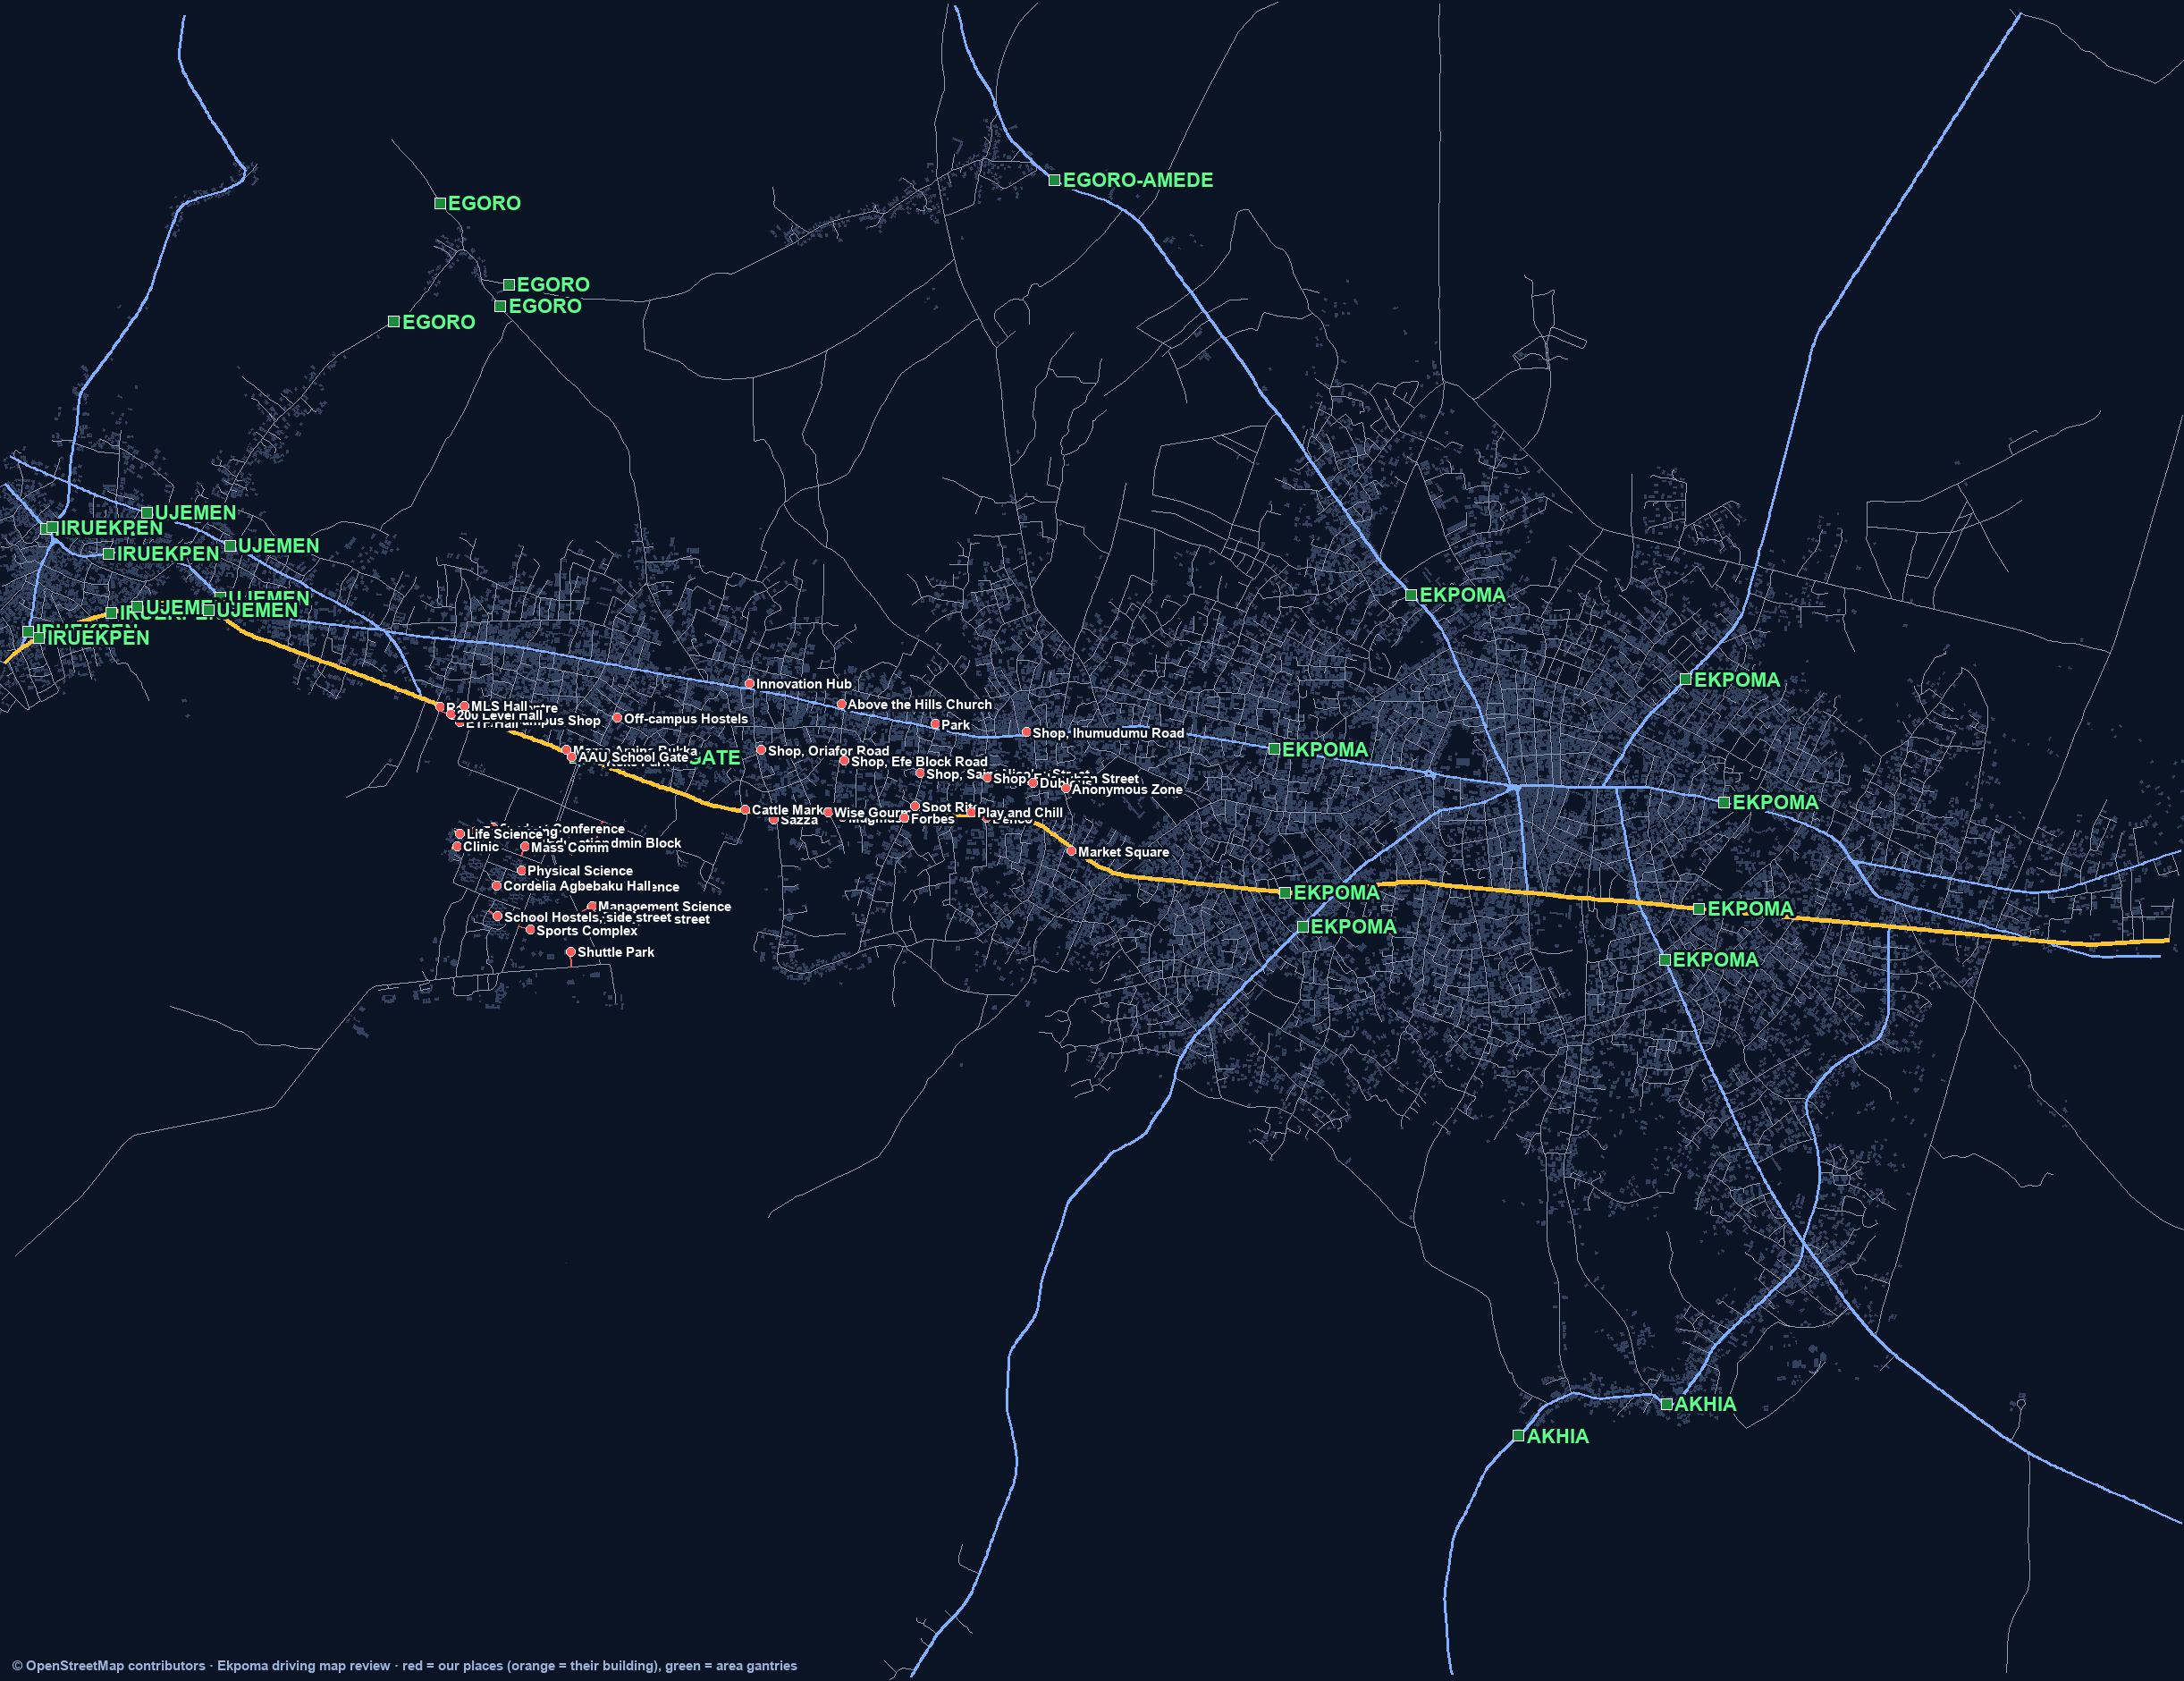 EGORO-AMEDE
EGORO
EGORO
EGORO
EGORO
UJEMEN
IRUEKPEN
UJEMEN
IRUEKPEN
UJEMEN
UJEMEN
IRUEKPEN
EKPOMA
EKPOMA
Innovation Hub
Above the Hills Church
MLS Hall
200 Level Hall
Off-campus Hostels
Park
Shop, Ihumudumu Road
EKPOMA
Shop, Oriafor Road
AAU School Gate
GATE
Shop, Efe Block Road
Anonymous Zone
EKPOMA
Cattle Mark
Wise Gourm
Spot Rit
Play and Chill
Sazza
Forbes
Conference
Life Science
Clinic
Mass Comm
dmin Block
Market Square
Physical Science
Cordelia Agbebaku Hall
EKPOMA
Management Science
School Hostels, side street
street
EKPOMA
Sports Complex
EKPOMA
Shuttle Park
EKPOMA
AKHIA
AKHIA
© OpenStreetMap contributors · Ekpoma driving map review · red = our places (orange = their building), green = area gantries